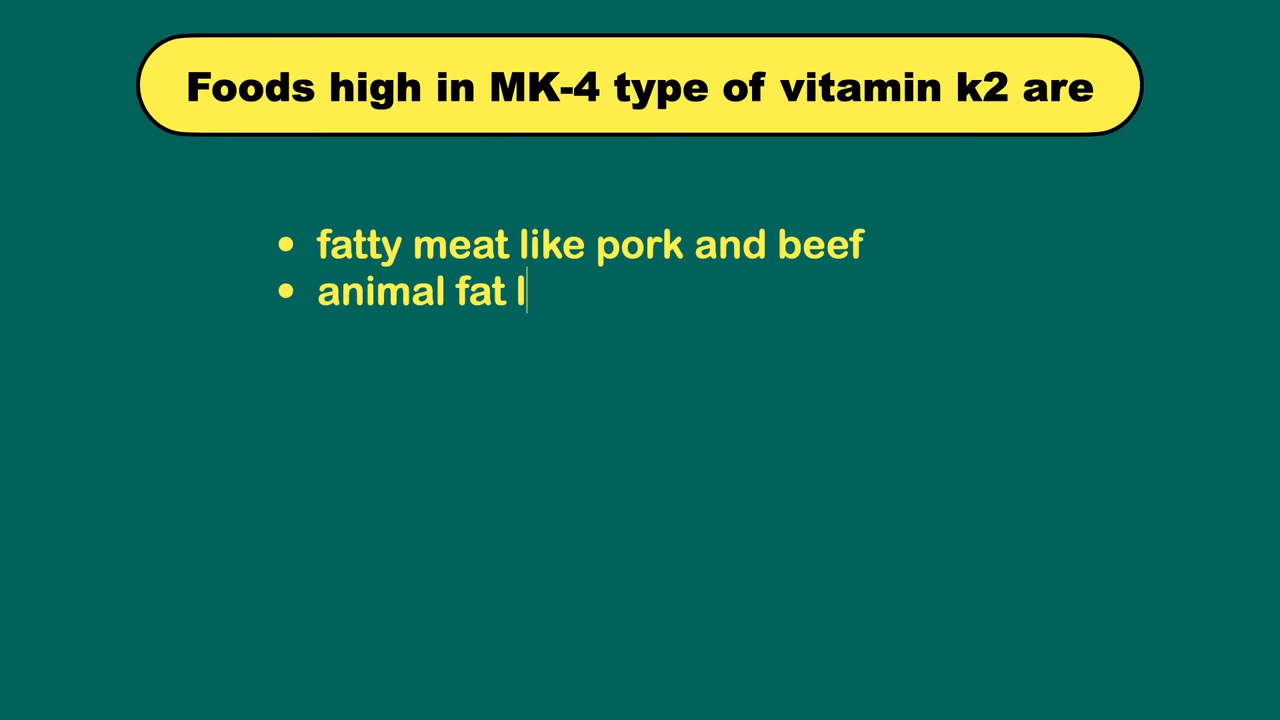 Foods high in MK-4 type of vitamin k2 are
• fatty meat like pork and beef
• animal fat l